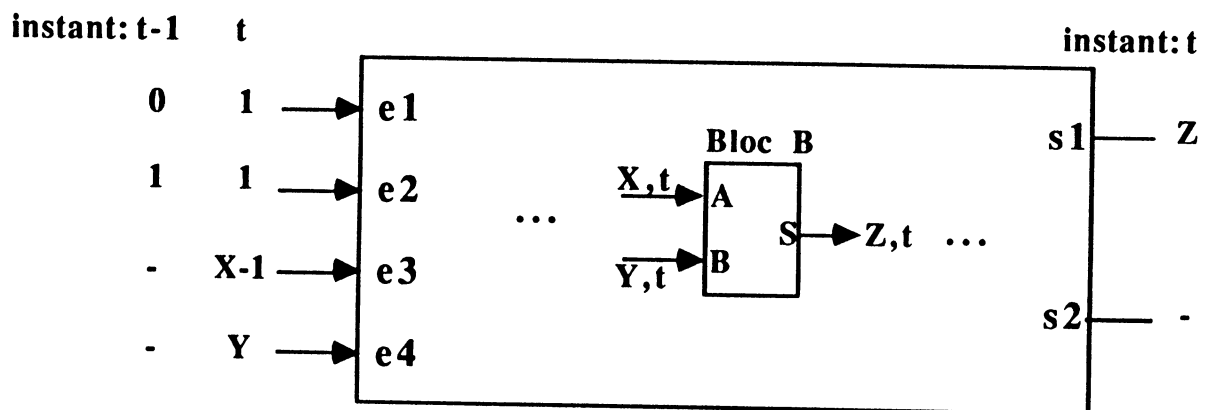 instant: t-1 t
instant: t
0 1 e1
s1 Z
Bloc B
1 1 e2
X,t A
...
S Z,t ...
Y,t B
- X-1 e3
s2 -
- Y e4